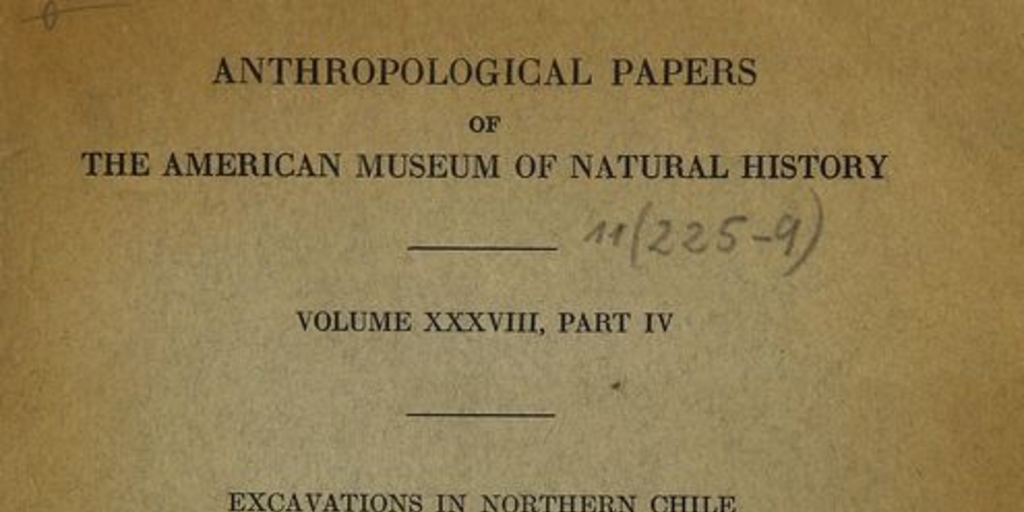 ANTHROPOLOGICAL PAPERS
OF
THE AMERICAN MUSEUM OF NATURAL HISTORY
11(225-9)
VOLUME XXXVIII, PART IV
EXCAVATIONS IN NORTHERN CHILE